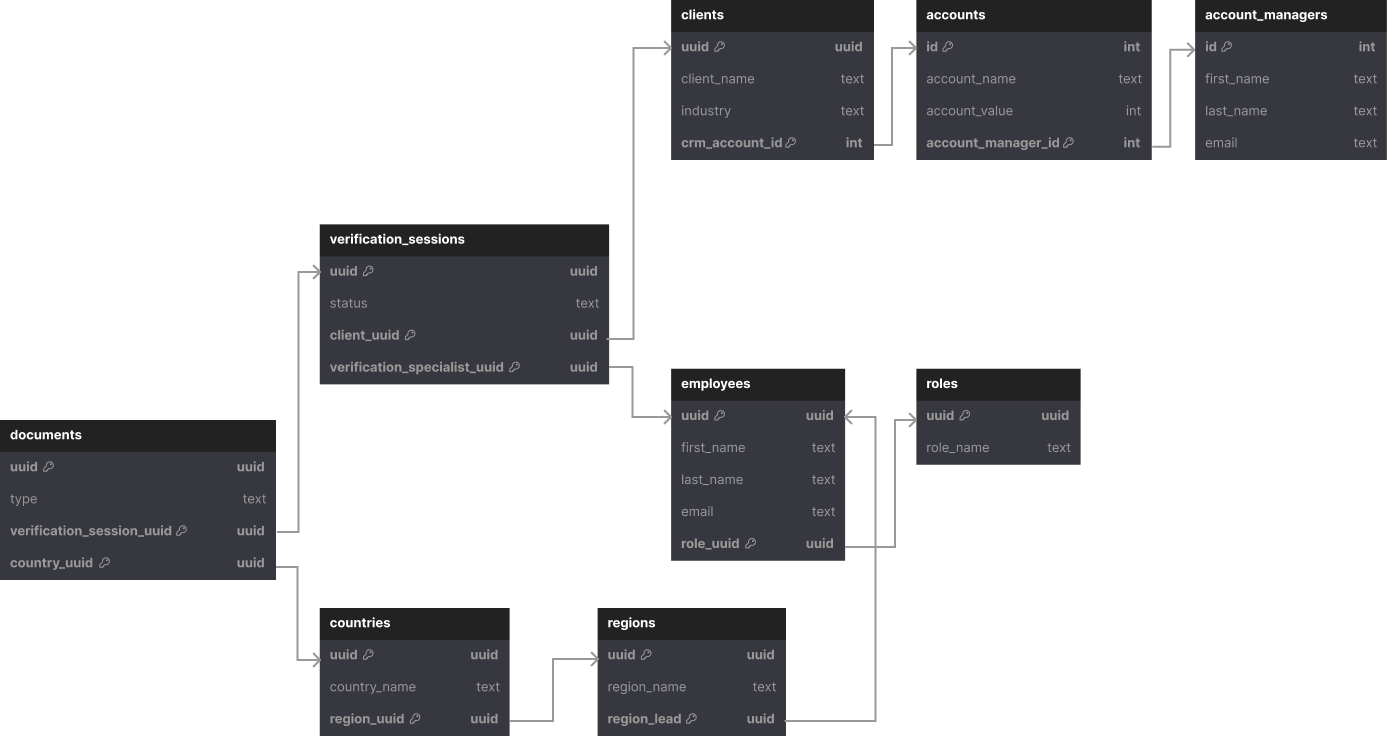 clients
uuid uuid
client_name text
industry text
crm_account_id int
accounts
id int
account_name text
account_value int
account_manager_id int
account_managers
id int
first_name text
last_name text
email text
verification_sessions
uuid uuid
status text
client_uuid uuid
verification_specialist_uuid uuid
employees
uuid uuid
first_name text
last_name text
email text
role_uuid uuid
roles
uuid uuid
role_name text
documents
uuid uuid
type text
verification_session_uuid uuid
country_uuid uuid
countries
uuid uuid
country_name text
region_uuid uuid
regions
uuid uuid
region_name text
region_lead uuid